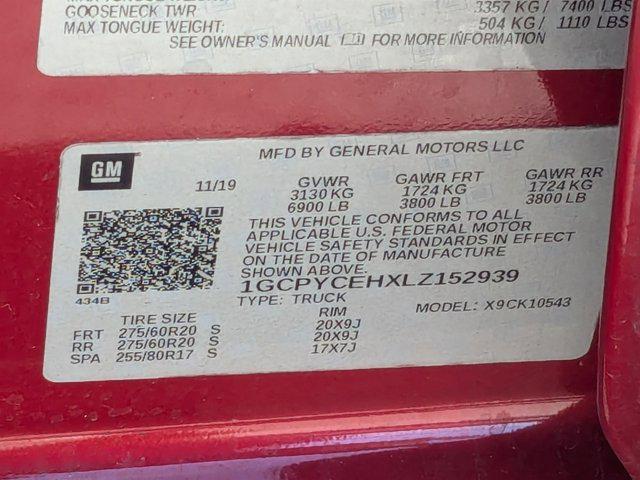 GOOSENECK TWR 3357 KG / 7400 LBS
MAX TONGUE WEIGHT: 504 KG / 1110 LBS
SEE OWNER'S MANUAL FOR MORE INFORMATION
GM
MFD BY GENERAL MOTORS LLC
11/19 GVWR GAWR FRT GAWR RR
3130 KG 1724 KG 1724 KG
6900 LB 3800 LB 3800 LB
THIS VEHICLE CONFORMS TO ALL
APPLICABLE U.S. FEDERAL MOTOR
VEHICLE SAFETY STANDARDS IN EFFECT
ON THE DATE OF MANUFACTURE
SHOWN ABOVE.
434B
1GCPYCEHXLZ152939
TYPE: TRUCK MODEL: X9CK10543
TIRE SIZE RIM
FRT 275/60R20 S 20X9J
RR 275/60R20 S 20X9J
SPA 255/80R17 S 17X7J